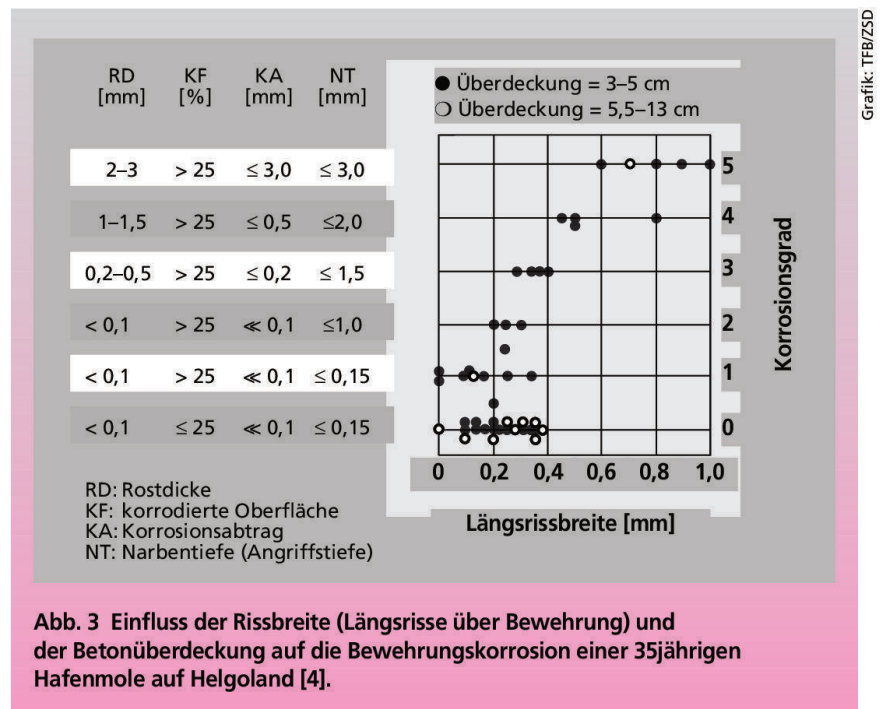 Grafik: TFB/ZSD
RD KF KA NT
[mm] [%] [mm] [mm]
● Überdeckung = 3–5 cm
○ Überdeckung = 5,5–13 cm
2–3 > 25 ≤ 3,0 ≤ 3,0 5
1–1,5 > 25 ≤ 0,5 ≤2,0 4
0,2–0,5 > 25 ≤ 0,2 ≤ 1,5 3
< 0,1 > 25 ≪ 0,1 ≤1,0 2
< 0,1 > 25 ≪ 0,1 ≤ 0,15 1
< 0,1 ≤ 25 ≪ 0,1 ≤ 0,15 0
Korrosionsgrad
0 0,2 0,4 0,6 0,8 1,0
Längsrissbreite [mm]
RD: Rostdicke
KF: korrodierte Oberfläche
KA: Korrosionsabtrag
NT: Narbentiefe (Angriffstiefe)
Abb. 3 Einfluss der Rissbreite (Längsrisse über Bewehrung) und
der Betonüberdeckung auf die Bewehrungskorrosion einer 35jährigen
Hafenmole auf Helgoland [4].